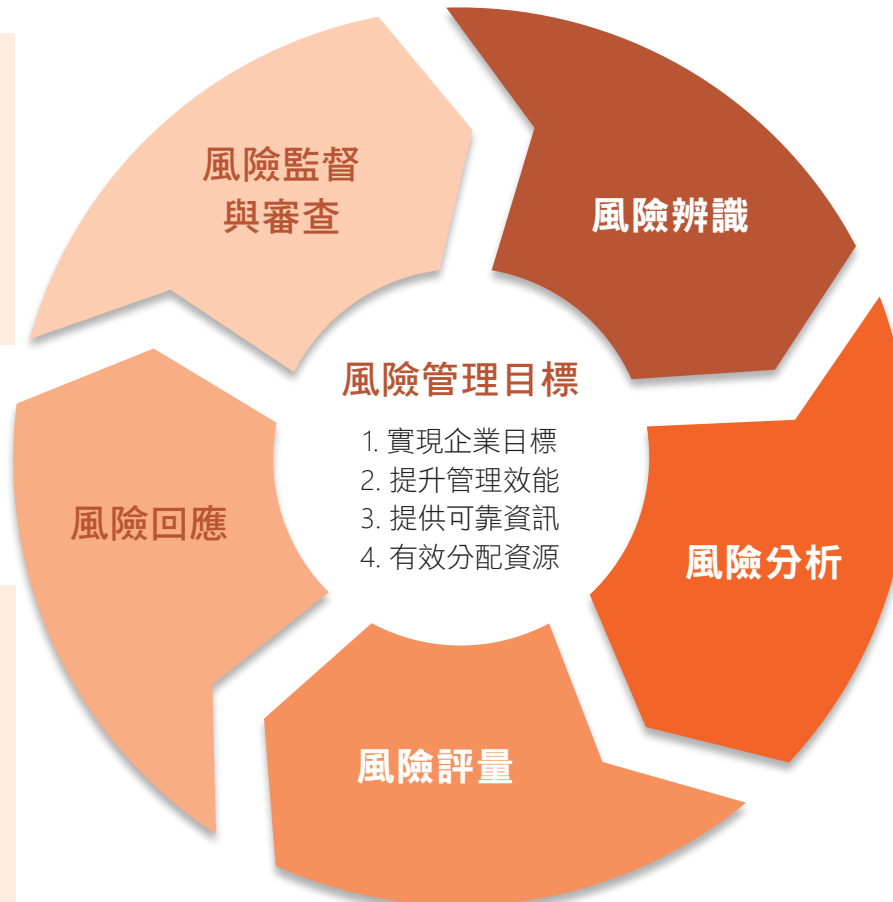 風險監督
與審查
風險辨識
風險管理目標
1. 實現企業目標
2. 提升管理效能
3. 提供可靠資訊
4. 有效分配資源
風險回應
風險分析
風險評量